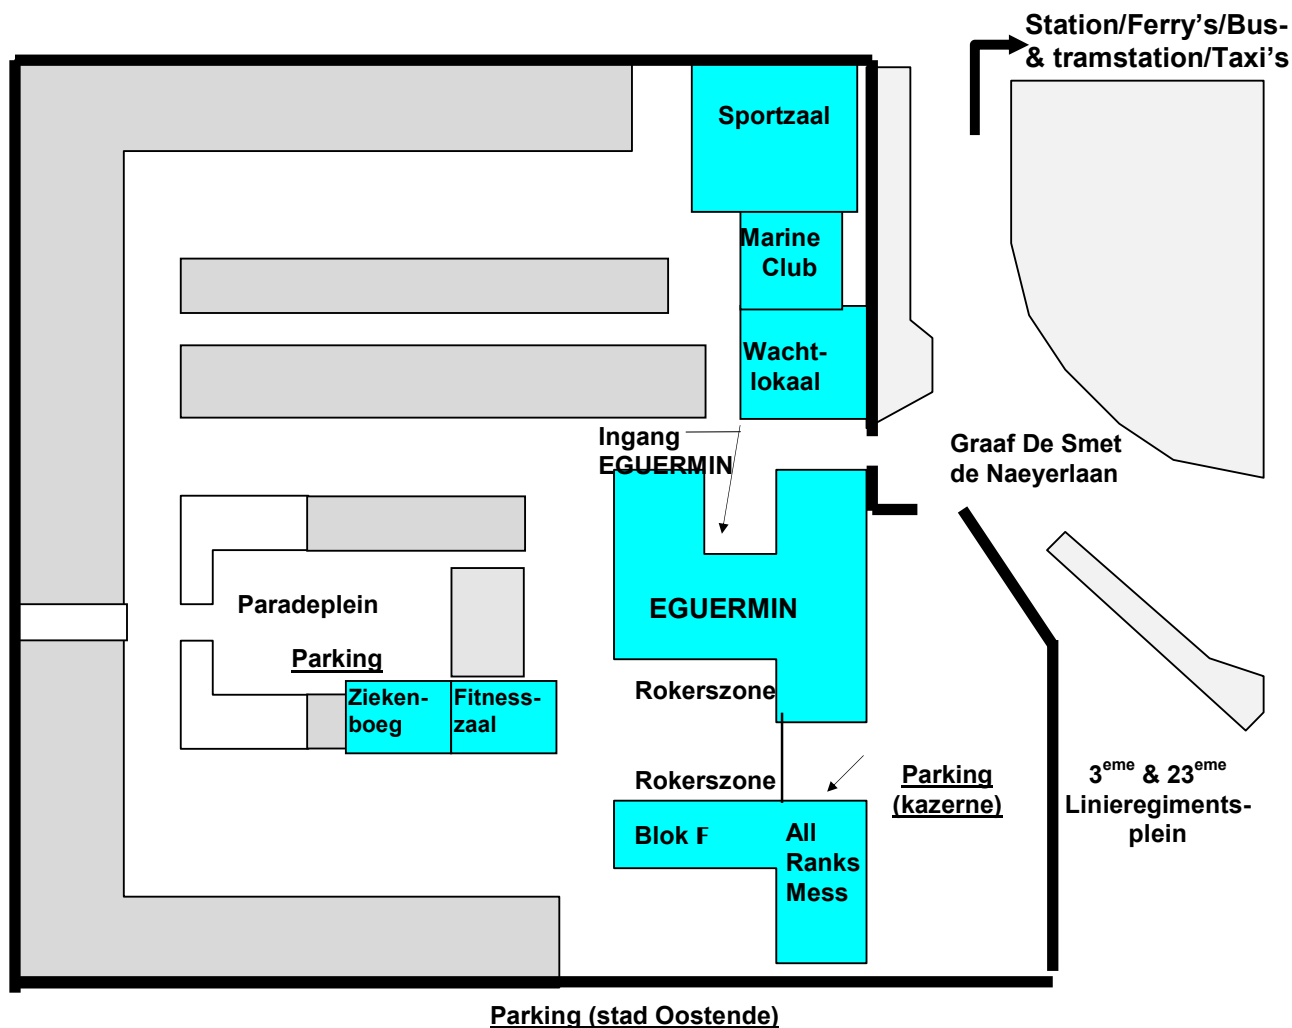 Station/Ferry's/Bus-
& tramstation/Taxi's
Sportzaal
Marine
Club
Wacht-
lokaal
Ingang
EGUERMIN
Graaf De Smet
de Naeyerlaan
Paradeplein
EGUERMIN
Parking
Zieken-
boeg
Fitness-
zaal
Rokerszone
Rokerszone
Parking
(kazerne)
3eme & 23eme
Linieregiments-
plein
Blok F
All
Ranks
Mess
Parking (stad Oostende)